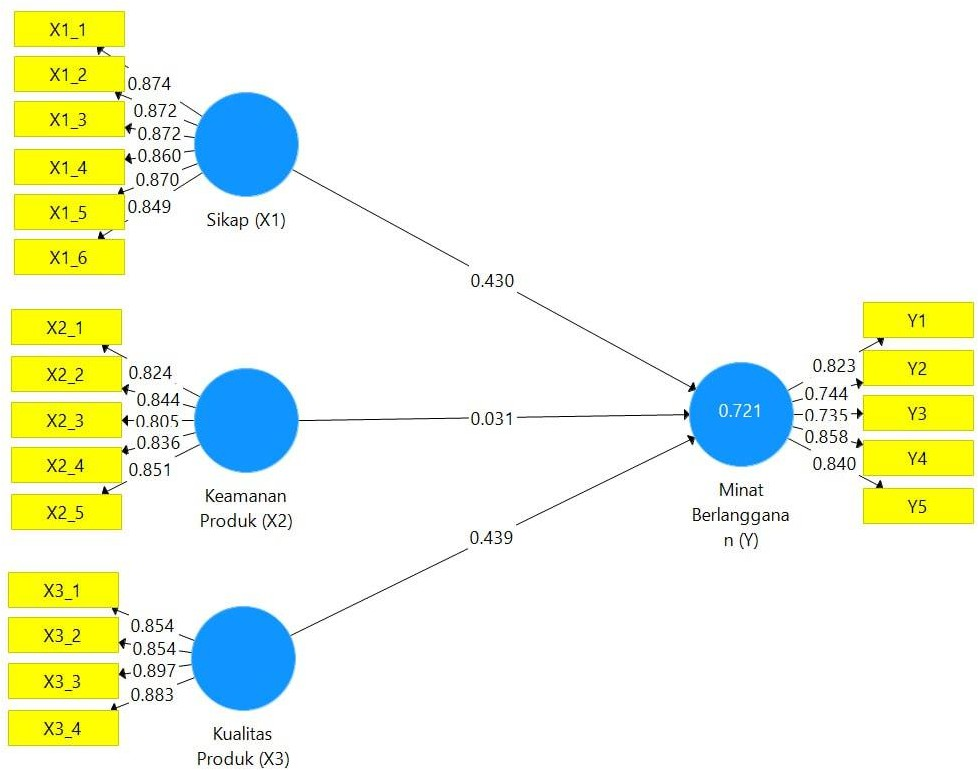 X1_1
X1_2
X1_3
X1_4
X1_5
X1_6
0.874
0.872
0.872
0.860
0.870
0.849
Sikap (X1)
0.430
X2_1
X2_2
X2_3
X2_4
X2_5
0.824
0.844
0.805
0.836
0.851
Keamanan
Produk (X2)
0.031
X3_1
X3_2
X3_3
X3_4
0.854
0.854
0.897
0.883
Kualitas
Produk (X3)
0.439
0.721
Minat
Berlanggana
n (Y)
0.823
0.744
0.735
0.858
0.840
Y1
Y2
Y3
Y4
Y5